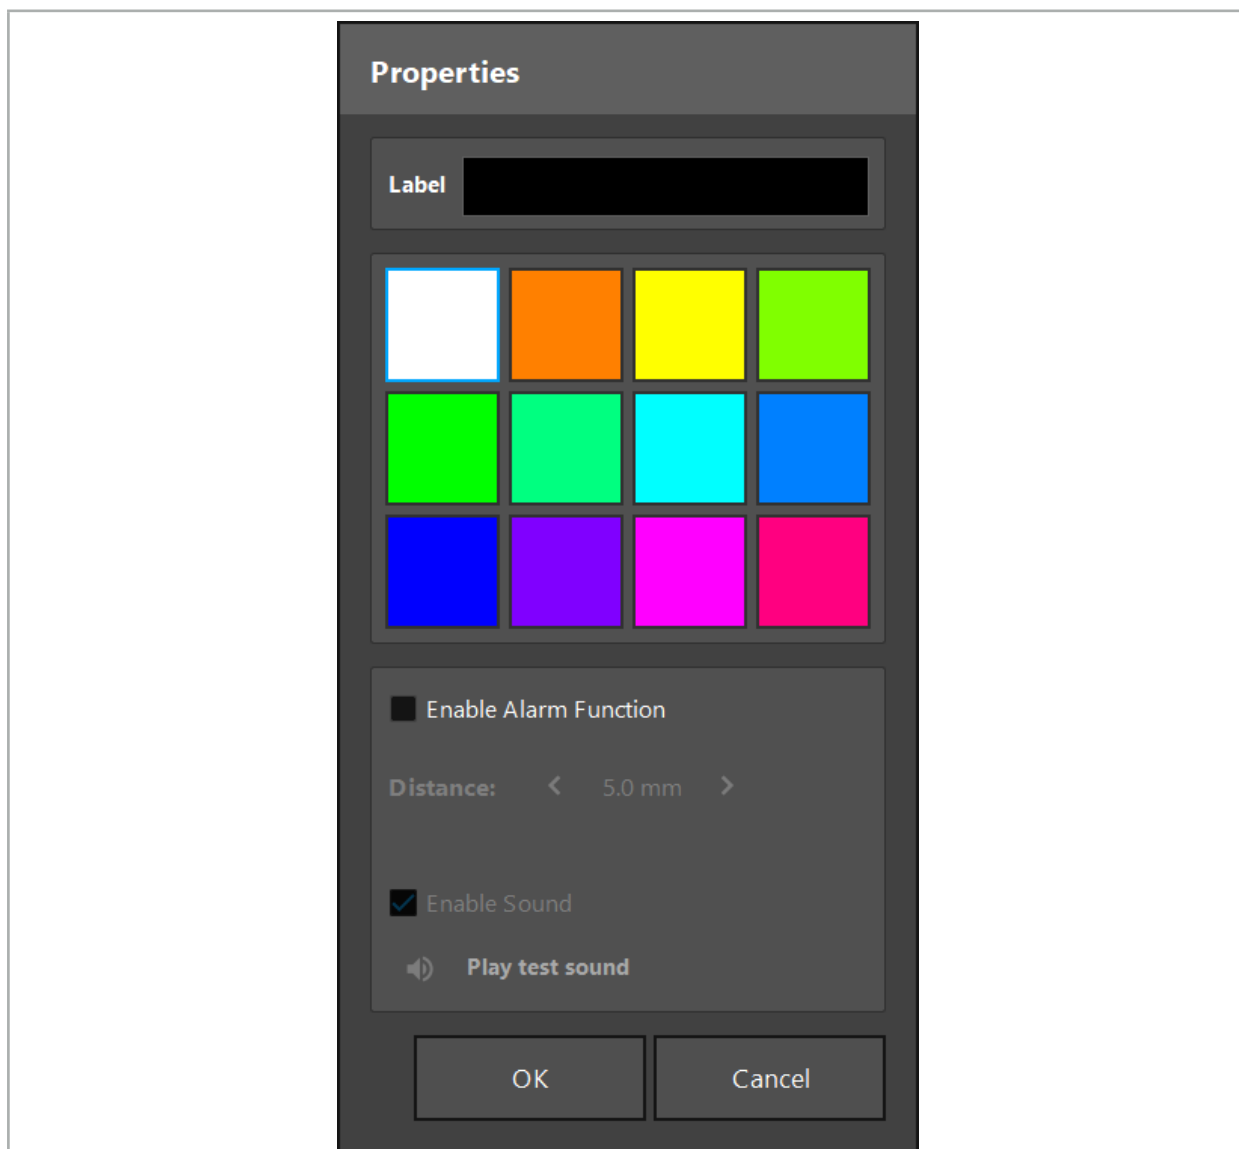 Properties
Label
Enable Alarm Function
Distance: 5.0 mm
Enable Sound
Play test sound
OK Cancel